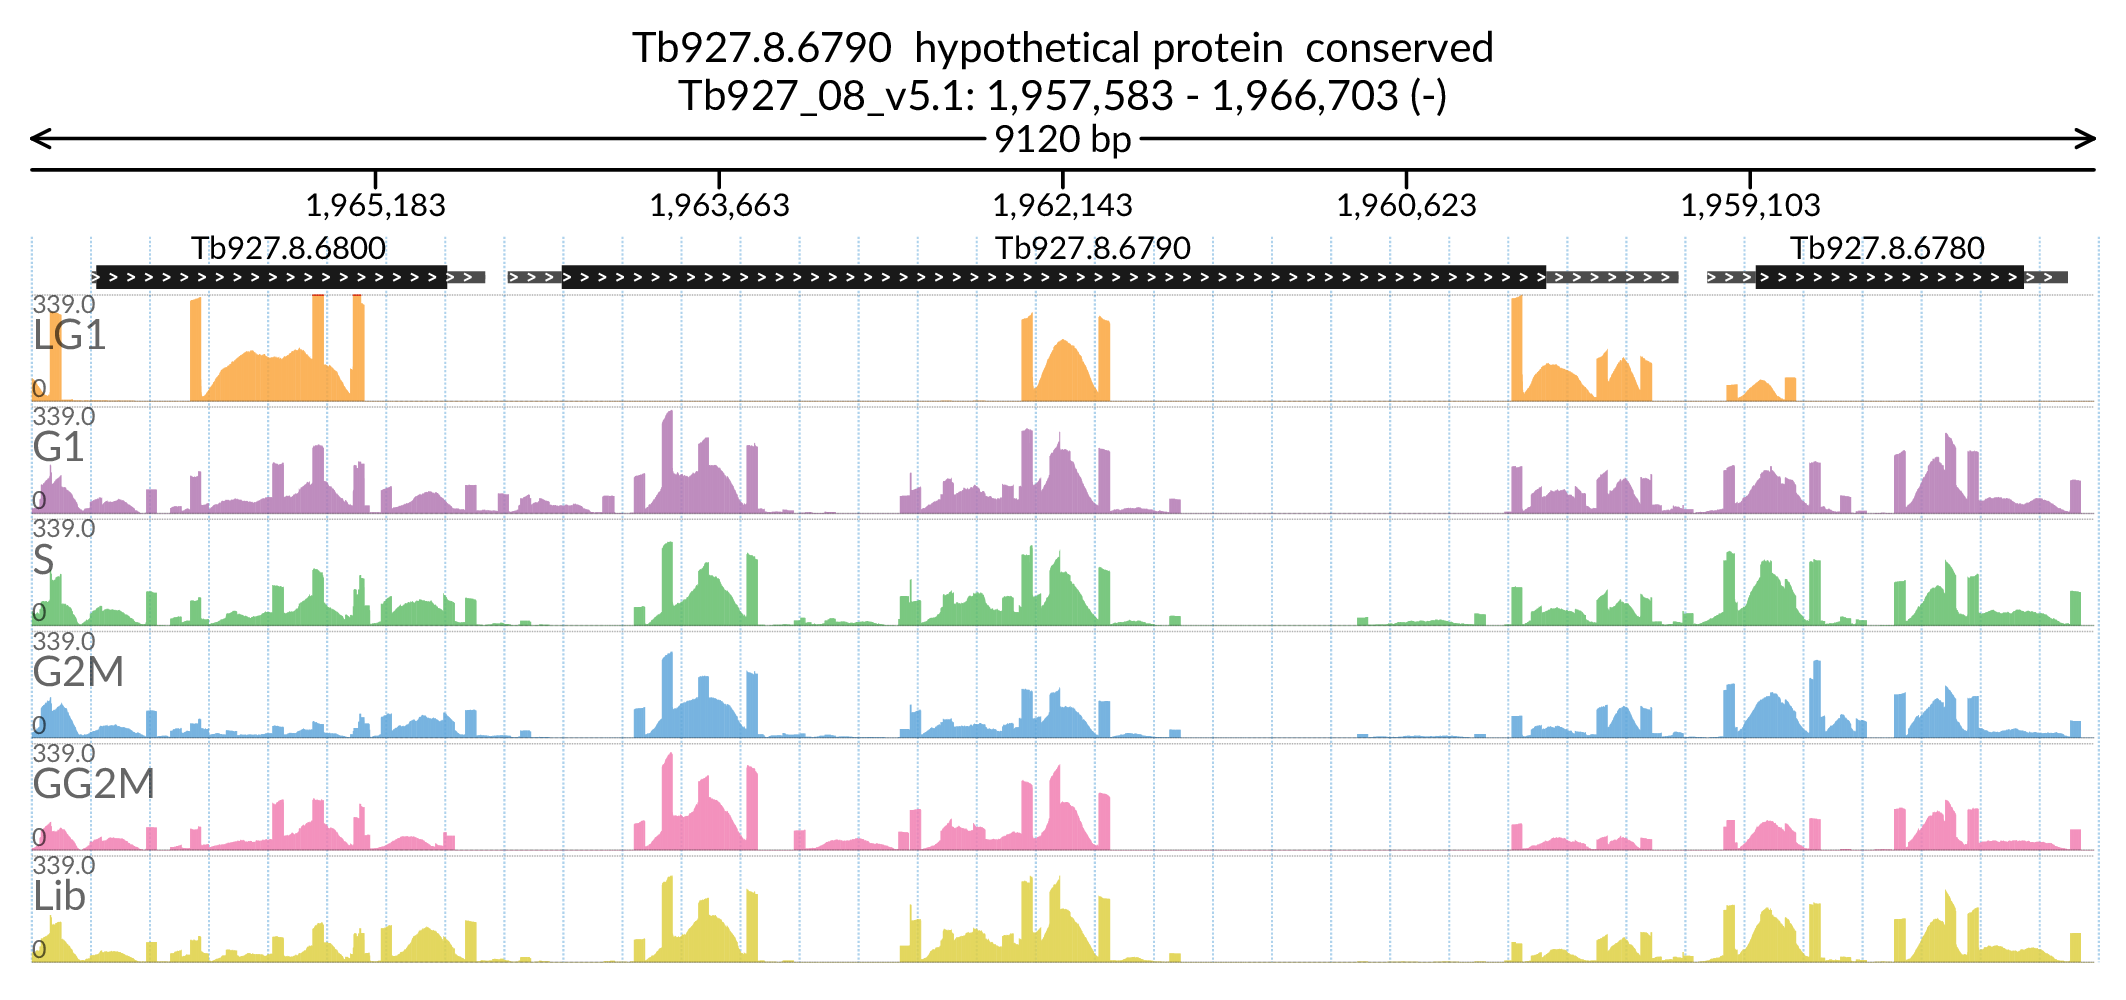 Tb927.8.6790  hypothetical protein  conserved
Tb927_08_v5.1: 1,957,583 - 1,966,703 (-)
9120 bp
1,965,183 1,963,663 1,962,143 1,960,623 1,959,103
Tb927.8.6800 Tb927.8.6790 Tb927.8.6780
339.0
LG1
0
339.0
G1
0
339.0
S
0
339.0
G2M
0
339.0
GG2M
0
339.0
Lib
0